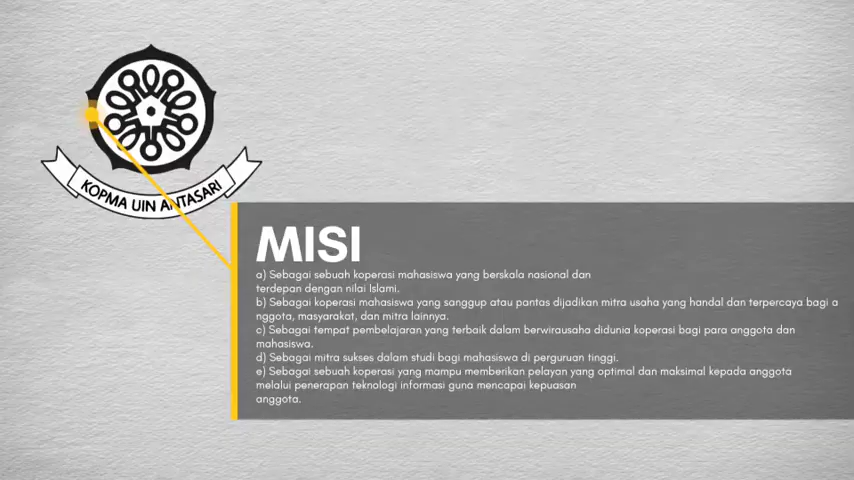 KOPMA UIN ANTASARI
MISI
a) Sebagai sebuah koperasi mahasiswa yang berskala nasional dan
terdepan dengan nilai Islami.
b) Sebagai koperasi mahasiswa yang sanggup atau pantas dijadikan mitra usaha yang handal dan terpercaya bagi a
nggota, masyarakat, dan mitra lainnya.
c) Sebagai tempat pembelajaran yang terbaik dalam berwirausaha didunia koperasi bagi para anggota dan
mahasiswa.
d) Sebagai mitra sukses dalam studi bagi mahasiswa di perguruan tinggi.
e) Sebagai sebuah koperasi yang mampu memberikan pelayan yang optimal dan maksimal kepada anggota
melalui penerapan teknologi informasi guna mencapai kepuasan
anggota.